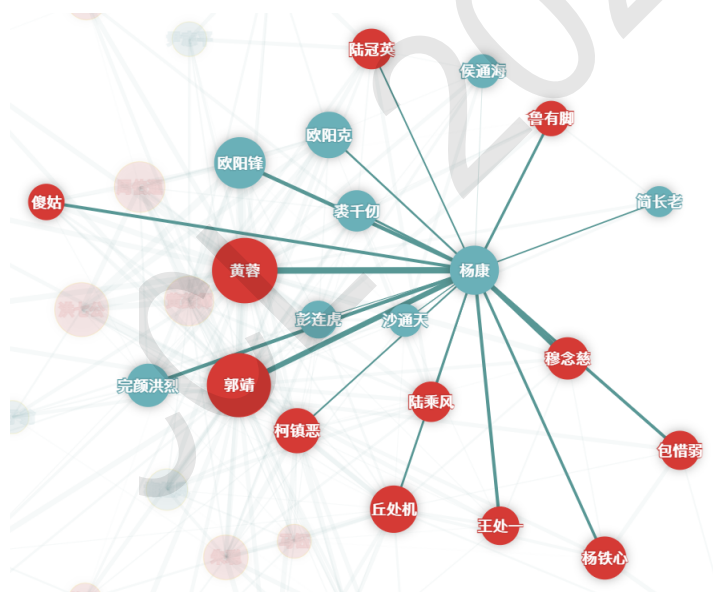 陆冠英
侯通海
鲁有脚
欧阳克
欧阳锋
傻姑
裘千仞
简长老
黄蓉
杨康
彭连虎
沙通天
穆念慈
完颜洪烈
郭靖
陆乘风
柯镇恶
包惜弱
丘处机
王处一
杨铁心